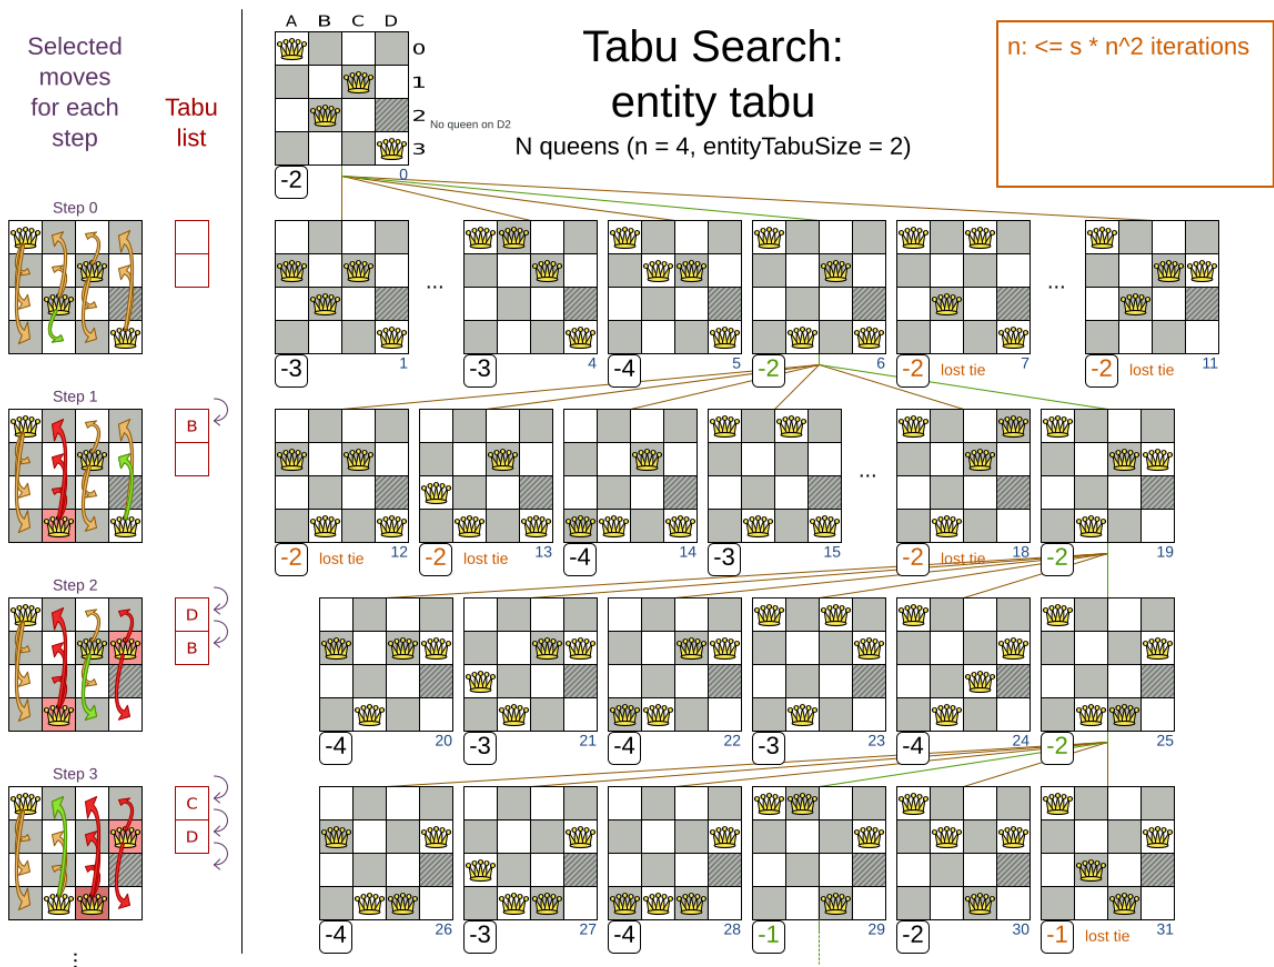 Selected
moves
for each
step
Tabu
list
A B C D
0
1
2
3
No queen on D2
-2
0
Tabu Search:
entity tabu
N queens (n = 4, entityTabuSize = 2)
n: <= s * n^2 iterations
Step 0
-3
1
...
-3
4
-4
5
-2
6
-2
lost tie
7
...
-2
lost tie
11
Step 1
B
-2
lost tie
12
-2
lost tie
13
-4
14
-3
15
...
-2
lost tie
18
-2
19
Step 2
D
B
-4
20
-3
21
-4
22
-3
23
-4
24
-2
25
Step 3
C
D
-4
26
-3
27
-4
28
-1
29
-2
30
-1
lost tie
31
...